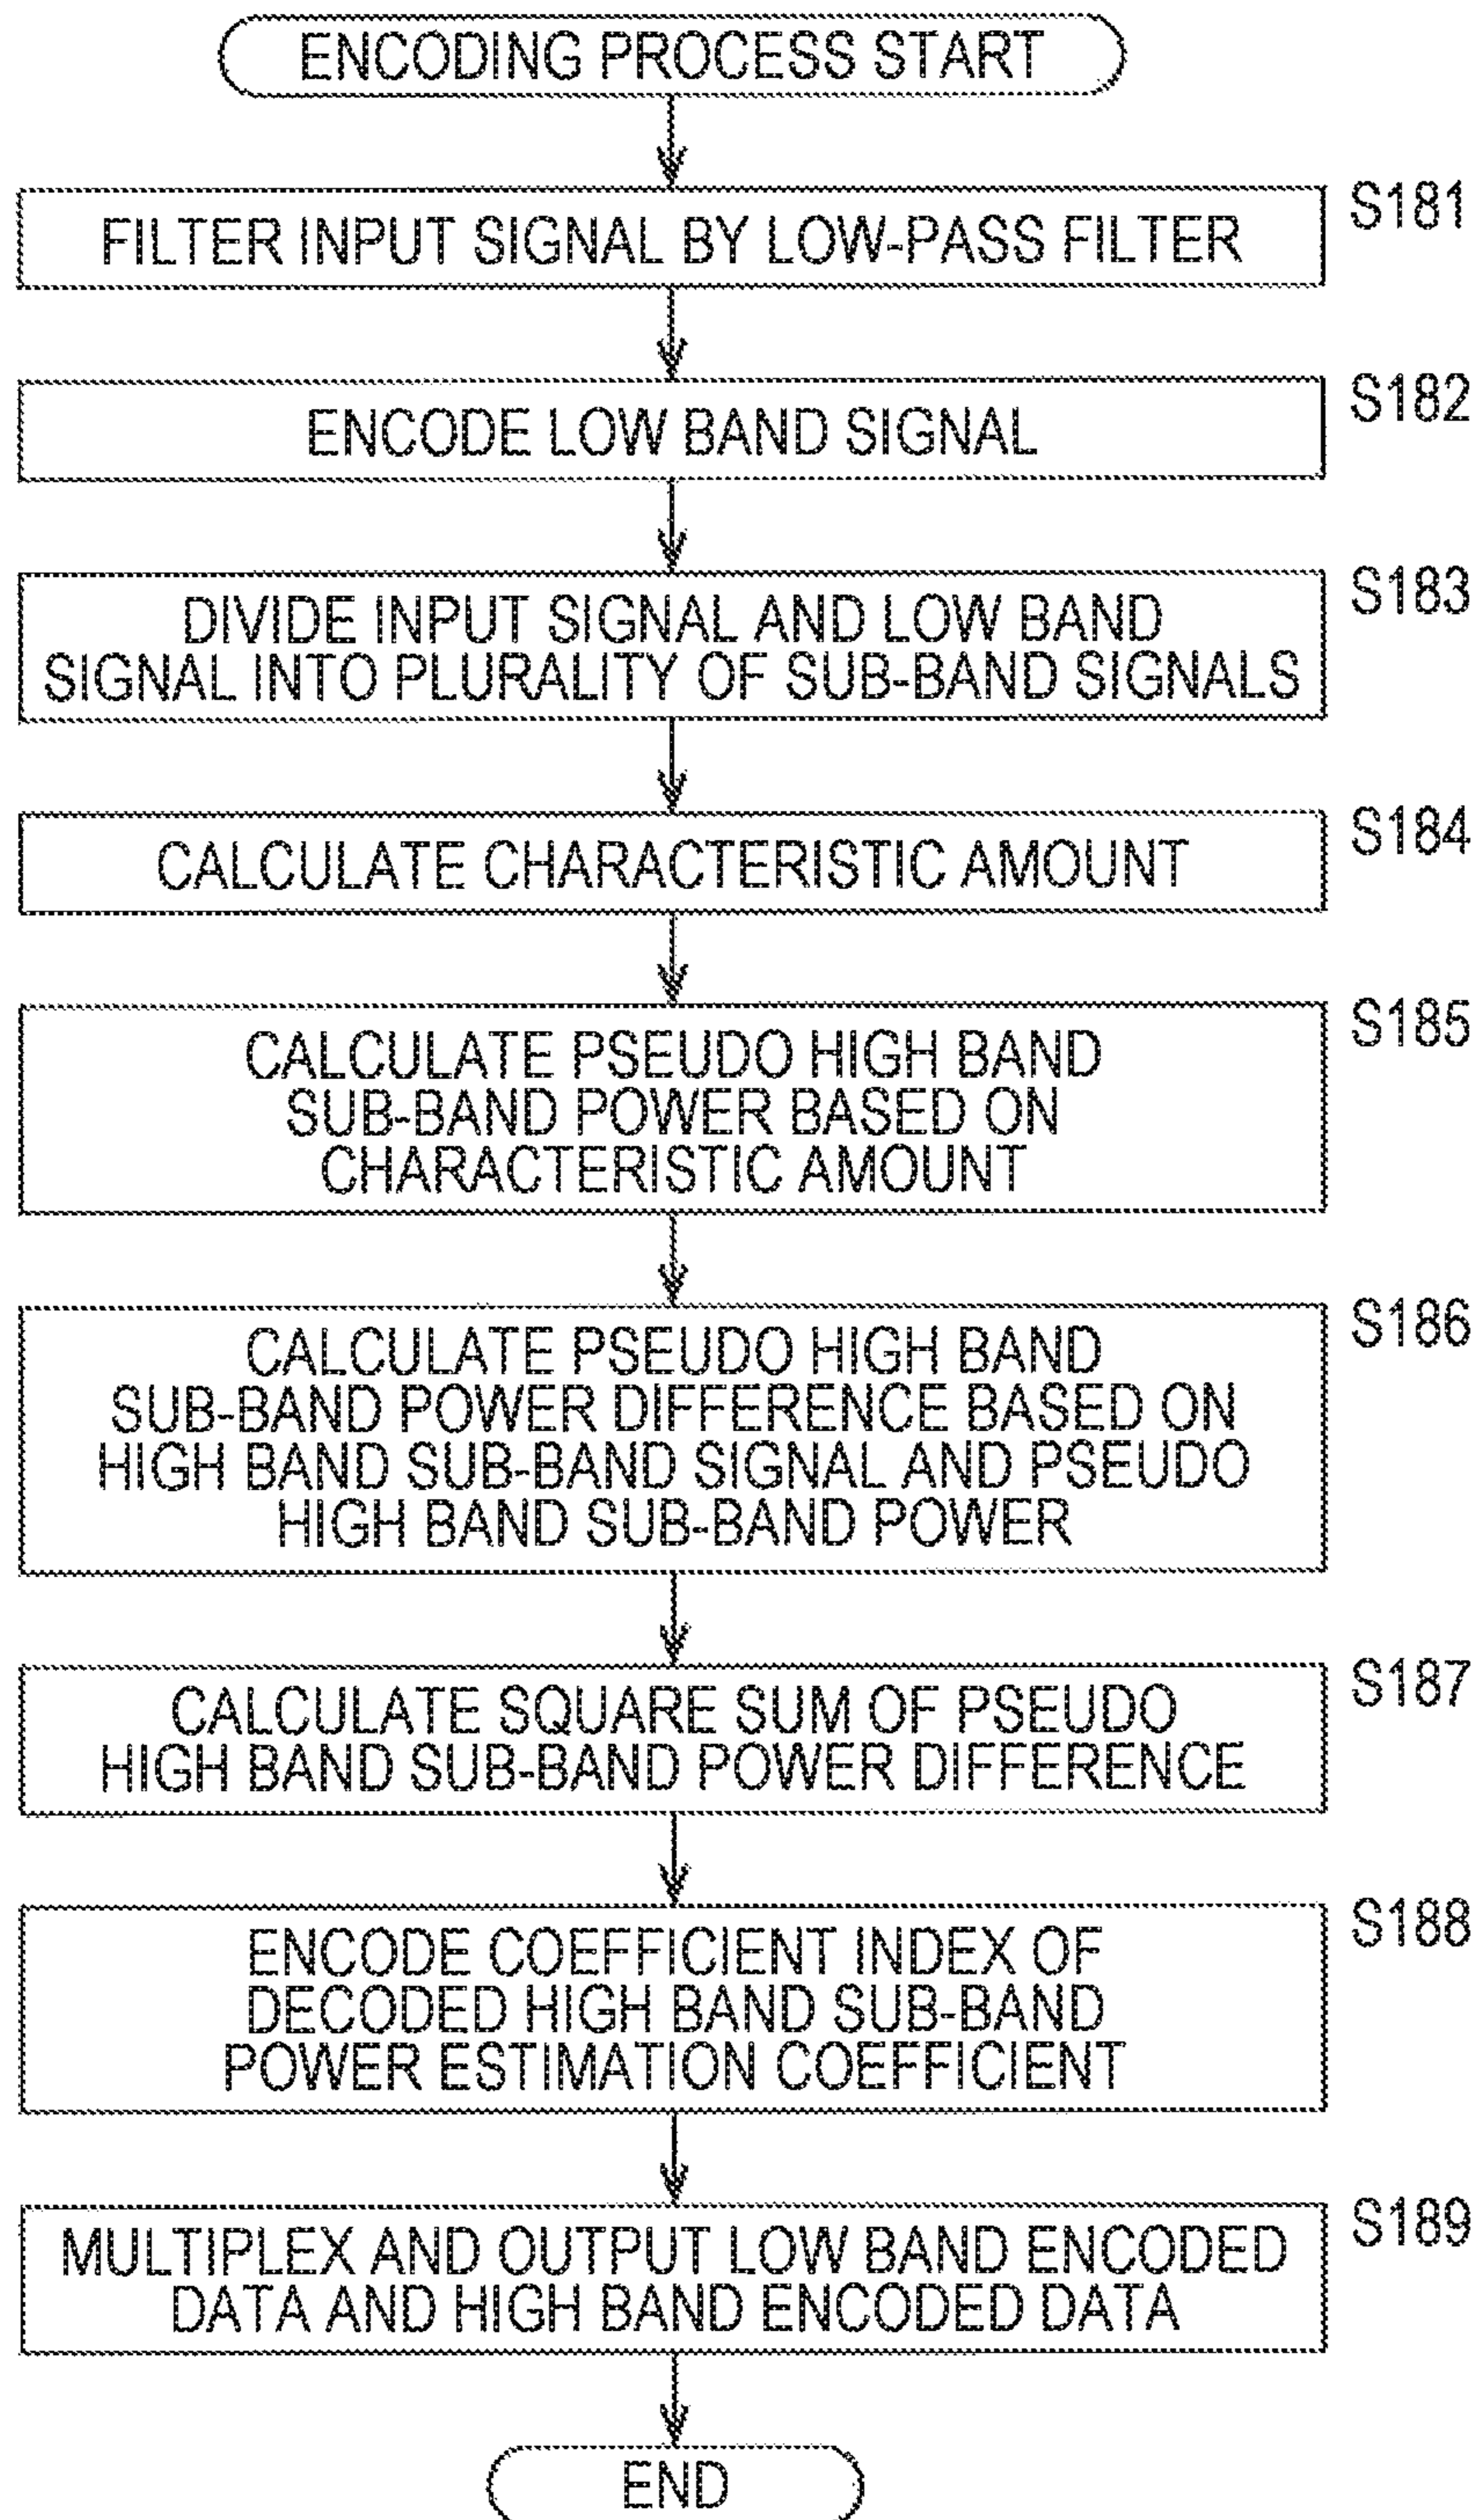 ENCODING PROCESS START
S181
FILTER INPUT SIGNAL BY LOW-PASS FILTER
S182
ENCODE LOW BAND SIGNAL
S183
DIVIDE INPUT SIGNAL AND LOW BAND
SIGNAL INTO PLURALITY OF SUB-BAND SIGNALS
S184
CALCULATE CHARACTERISTIC AMOUNT
S185
CALCULATE PSEUDO HIGH BAND
SUB-BAND POWER BASED ON
CHARACTERISTIC AMOUNT
S186
CALCULATE PSEUDO HIGH BAND
SUB-BAND POWER DIFFERENCE BASED ON
HIGH BAND SUB-BAND SIGNAL AND PSEUDO
HIGH BAND SUB-BAND POWER
S187
CALCULATE SQUARE SUM OF PSEUDO
HIGH BAND SUB-BAND POWER DIFFERENCE
S188
ENCODE COEFFICIENT INDEX OF
DECODED HIGH BAND SUB-BAND
POWER ESTIMATION COEFFICIENT
S189
MULTIPLEX AND OUTPUT LOW BAND ENCODED
DATA AND HIGH BAND ENCODED DATA
END